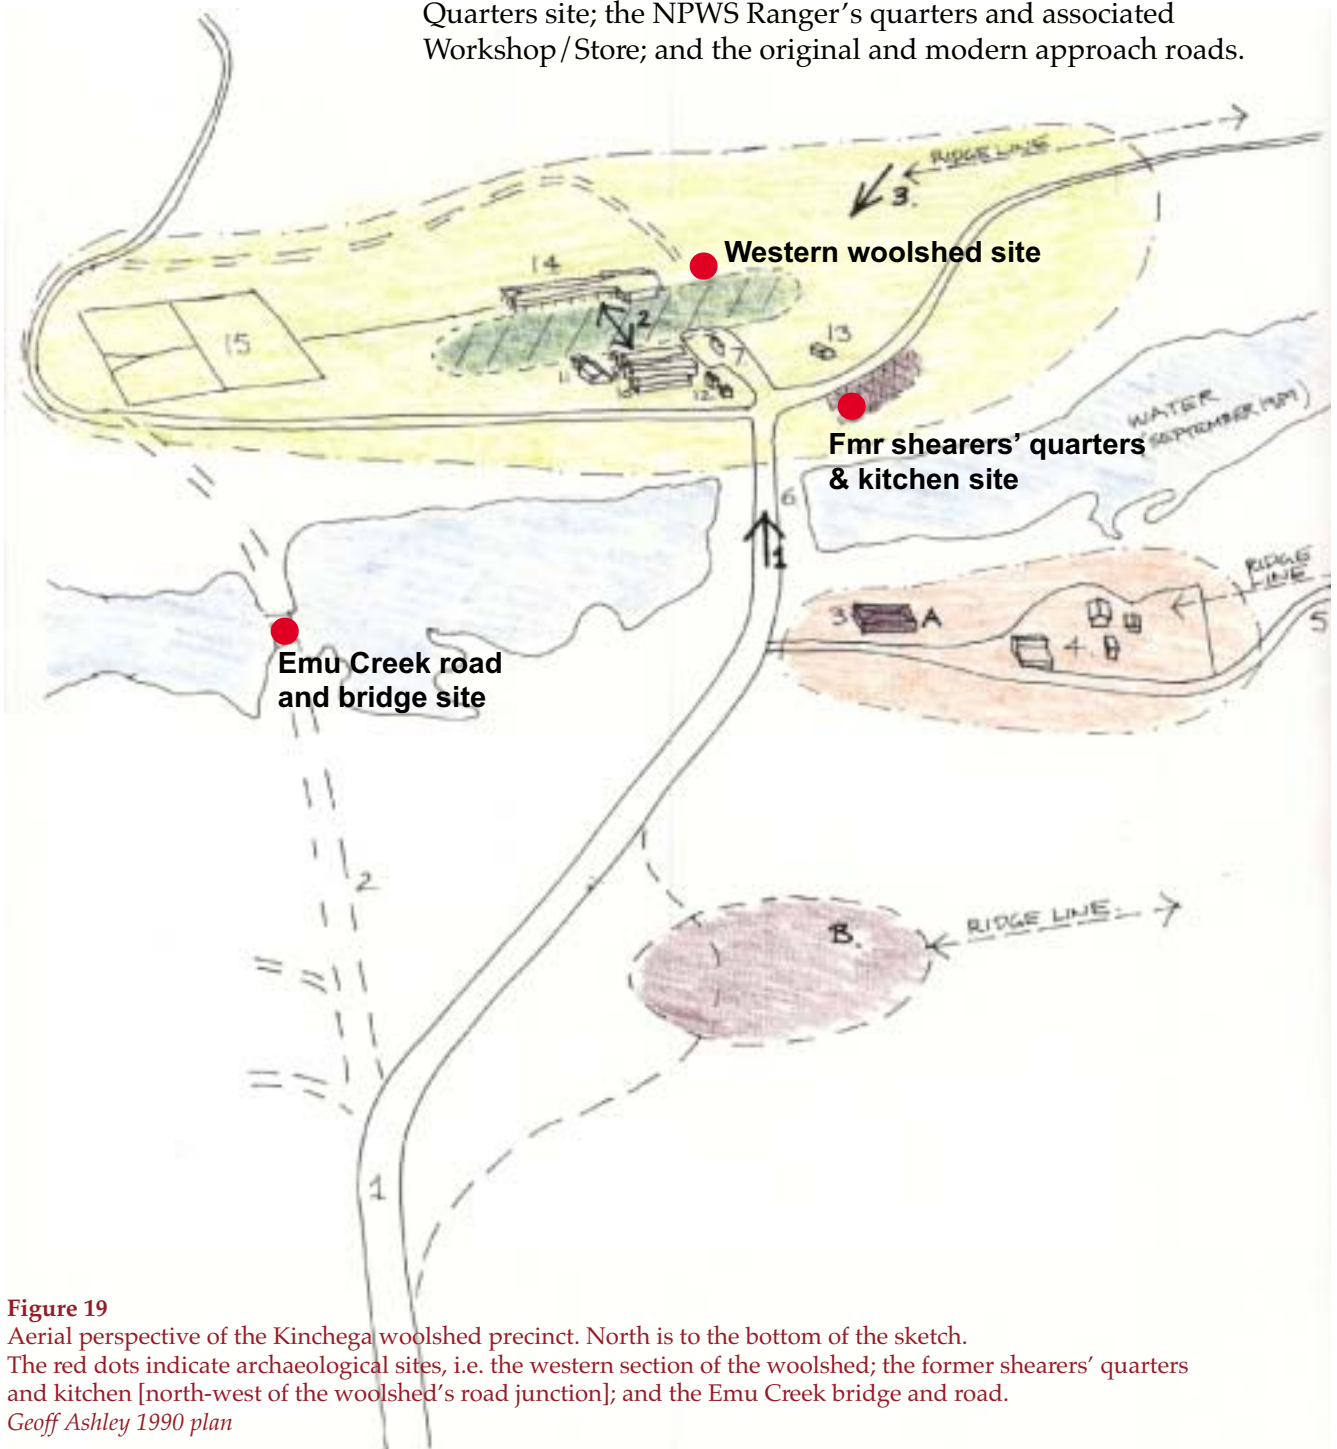 Quarters site; the NPWS Ranger’s quarters and associated
Workshop/Store; and the original and modern approach roads.
RIDGE LINE
3.
Western woolshed site
14
2
15
13
7
11
10
12
WATER
(SEPTEMBER 1989)
Fmr shearers’ quarters
& kitchen site
6
1
RIDGE
LINE
3
A
4
5
Emu Creek road
and bridge site
2
B.
RIDGE LINE
1
Figure 19
Aerial perspective of the Kinchega woolshed precinct. North is to the bottom of the sketch.
The red dots indicate archaeological sites, i.e. the western section of the woolshed; the former shearers’ quarters
and kitchen [north-west of the woolshed’s road junction]; and the Emu Creek bridge and road.
Geoff Ashley 1990 plan